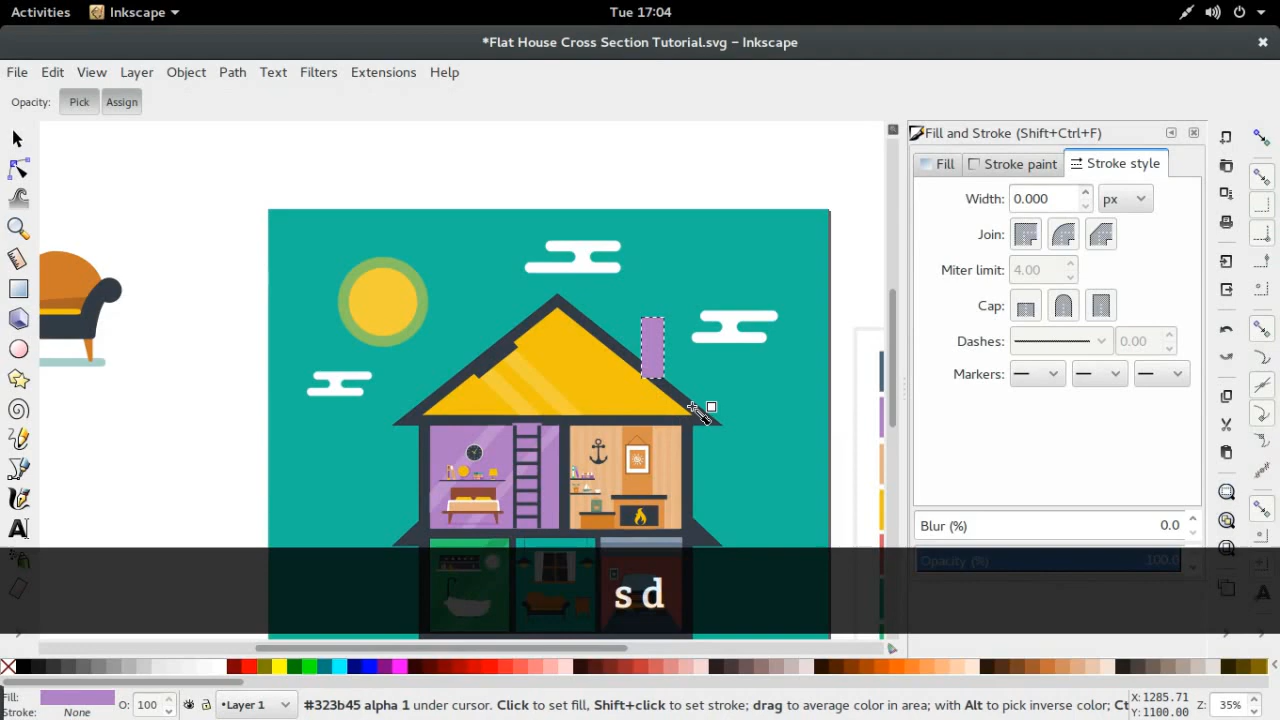 Activities Inkscape Tue 17:04
*Flat House Cross Section Tutorial.svg – Inkscape
File Edit View Layer Object Path Text Filters Extensions Help
Opacity: Pick Assign
Fill and Stroke (Shift+Ctrl+F)
Fill Stroke paint Stroke style
Width: 0.000 px
Join:
Miter limit: 4.00
Cap:
Dashes: 0.00
Markers:
Blur (%) 0.0
Opacity (%) 100.0
s d
Fill:
Stroke: None
O: 100
•Layer 1
#323b45 alpha 1 under cursor. Click to set fill, Shift+click to set stroke; drag to average color in area; with Alt to pick inverse color; Ct
X: 1285.71
Y: 1100.00
Z: 35%